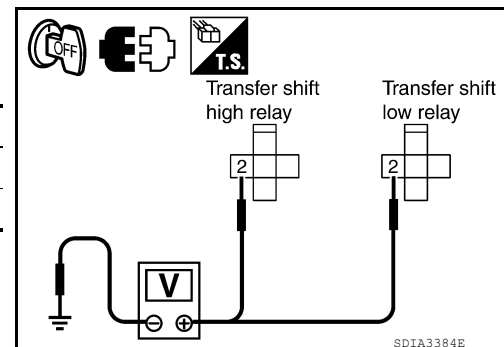 OFF
T.S.
Transfer shift
high relay
Transfer shift
low relay
2
2
V
− +
SDIA3384E